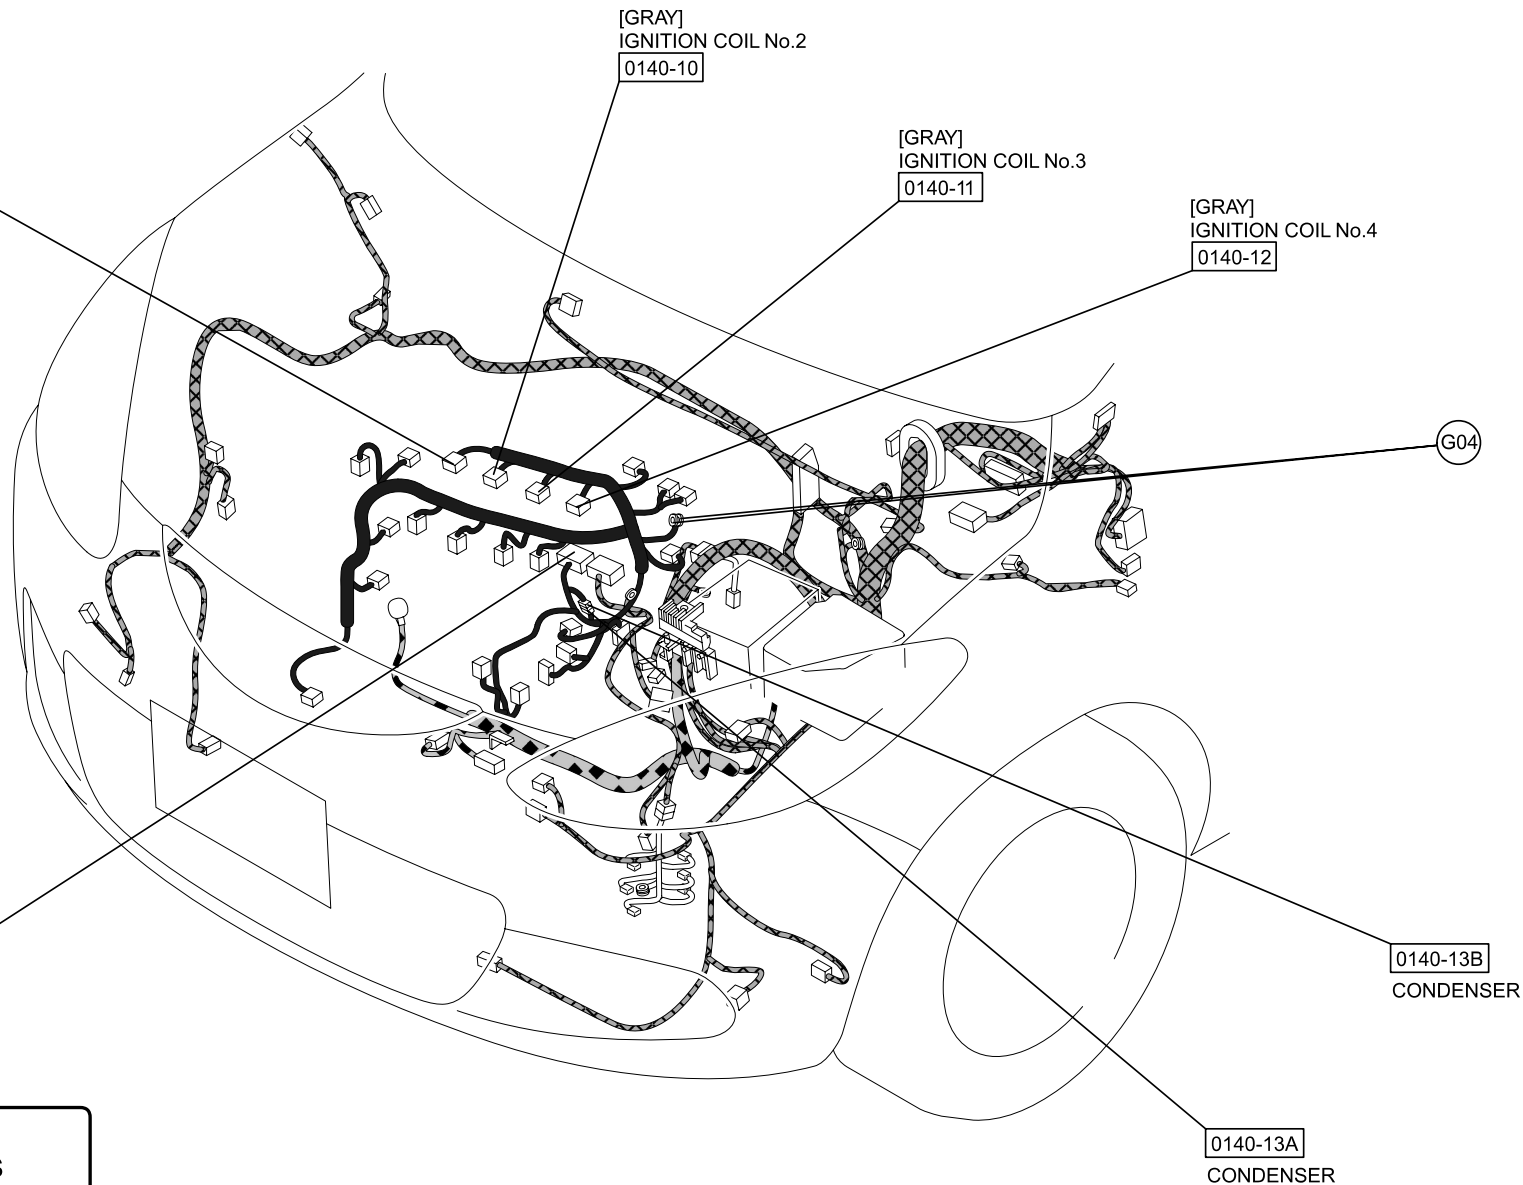 [GRAY]
IGNITION COIL No.2
0140-10
[GRAY]
IGNITION COIL No.3
0140-11
[GRAY]
IGNITION COIL No.4
0140-12
G04
0140-13B
CONDENSER
0140-13A
CONDENSER
s